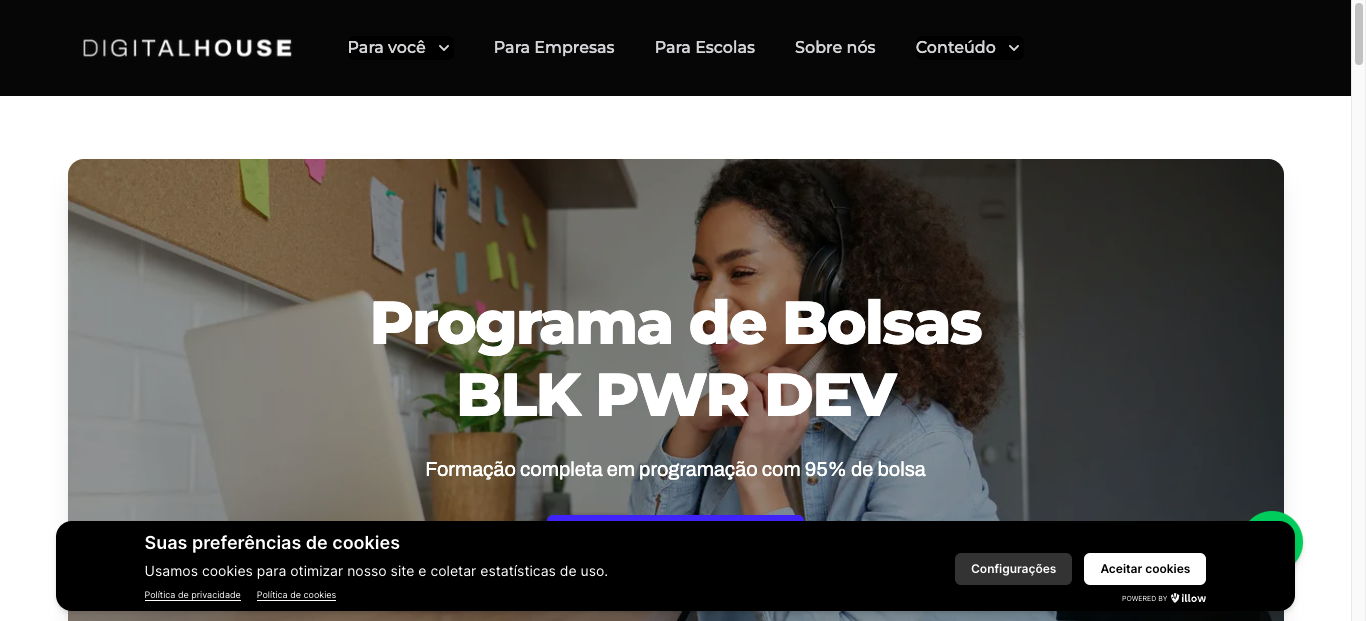 DIGITALHOUSE
Para você
Para Empresas
Para Escolas
Sobre nós
Conteúdo
Programa de Bolsas
BLK PWR DEV
Formação completa em programação com 95% de bolsa
Suas preferências de cookies
Usamos cookies para otimizar nosso site e coletar estatísticas de uso.
Política de privacidade
Política de cookies
Configurações
Aceitar cookies
POWERED BY illow